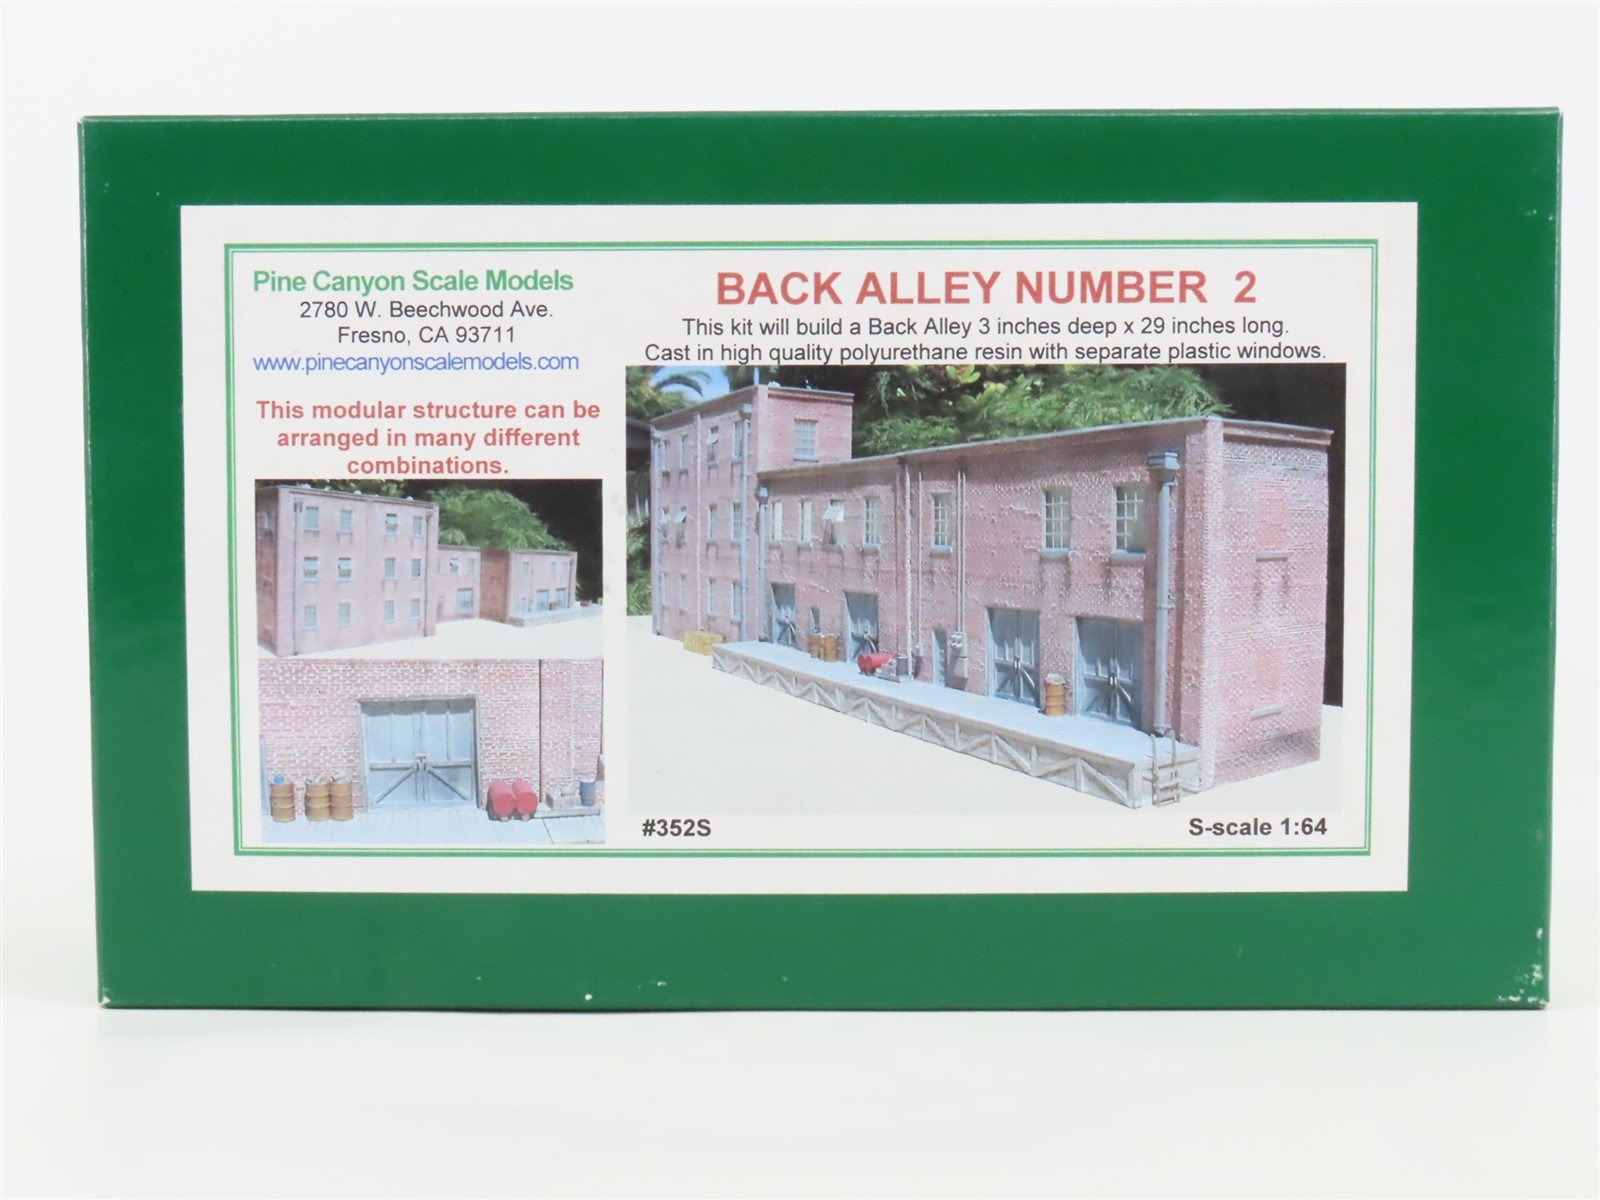 Pine Canyon Scale Models
2780 W. Beechwood Ave.
Fresno, CA 93711
www.pinecanyonscalemodels.com
This modular structure can be
arranged in many different
combinations.
BACK ALLEY NUMBER 2
This kit will build a Back Alley 3 inches deep x 29 inches long.
Cast in high quality polyurethane resin with separate plastic windows.
#352S
S-scale 1:64